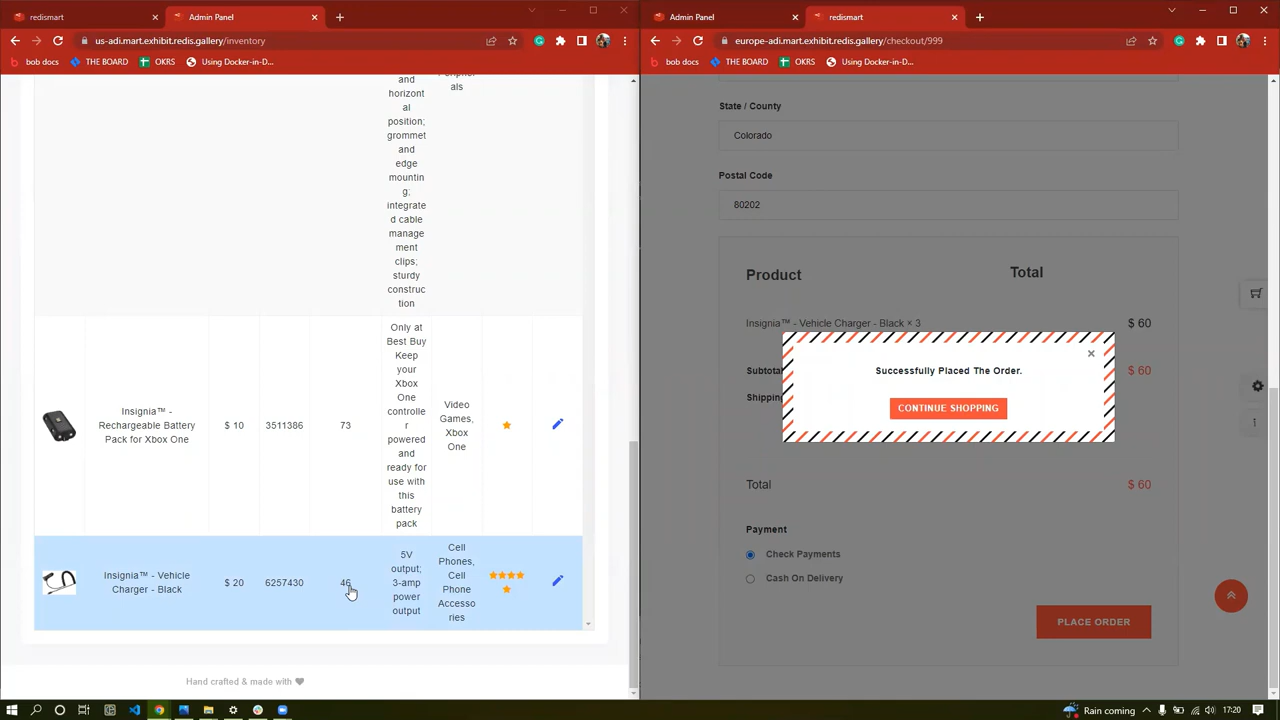 redismart
Admin Panel
us-adi.mart.exhibit.redis.gallery/inventory
bob docs
THE BOARD
OKRS
Using Docker-in-D...
and
horizont
al
position;
grommet
and
edge
mountin
g;
integrate
d cable
manage
ment
clips;
sturdy
construc
tion
als
Insignia™ -
Rechargeable Battery
Pack for Xbox One
$ 10
3511386
73
Only at
Best Buy
Keep
your
Xbox
One
controlle
r
powered
and
ready for
use with
this
battery
pack
Video
Games,
Xbox
One
Insignia™ - Vehicle
Charger - Black
$ 20
6257430
46
5V
output;
3-amp
power
output
Cell
Phones,
Cell
Phone
Accesso
ries
Hand crafted & made with
Admin Panel
redismart
europe-adi.mart.exhibit.redis.gallery/checkout/999
bob docs
THE BOARD
OKRS
Using Docker-in-D...
State / County
Colorado
Postal Code
80202
Product
Total
Insignia™ - Vehicle Charger - Black × 3
$ 60
Subtota
$ 60
Shipping
Successfully Placed The Order.
CONTINUE SHOPPING
Total
$ 60
Payment
Check Payments
Cash On Delivery
PLACE ORDER
Rain coming
17:20